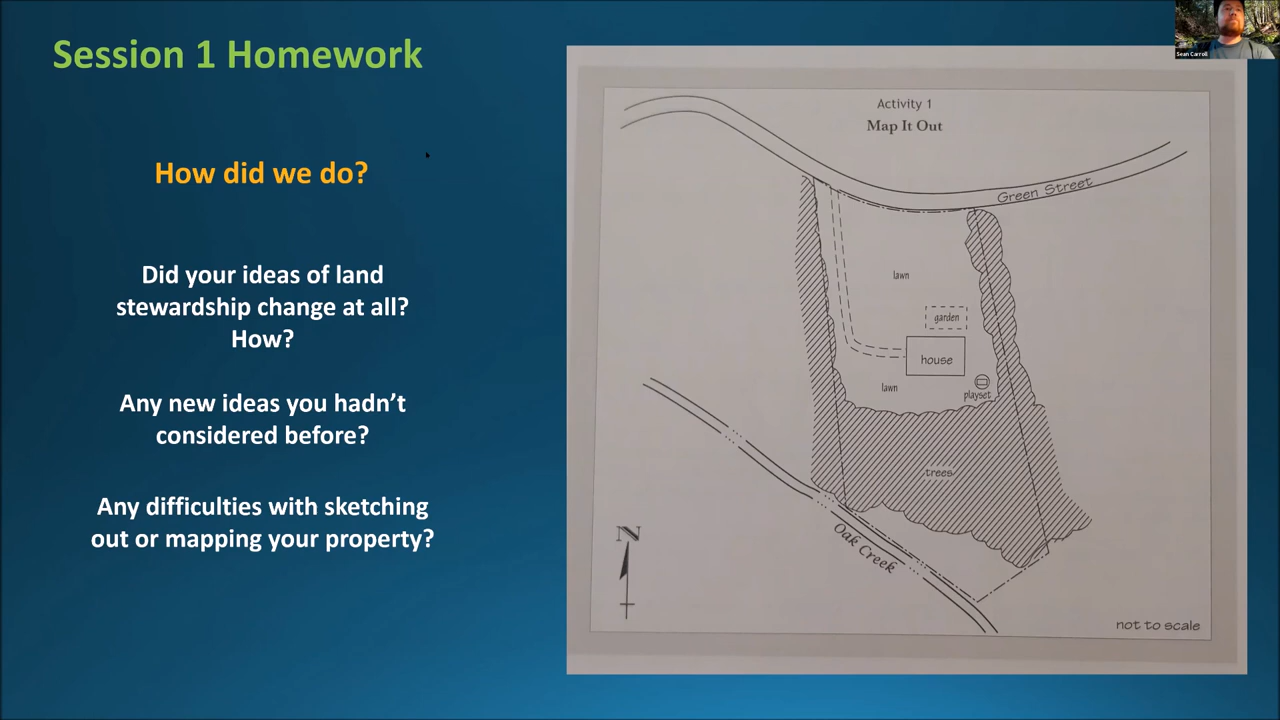 Session 1 Homework
How did we do?
Did your ideas of land
stewardship change at all?
How?
Any new ideas you hadn't
considered before?
Any difficulties with sketching
out or mapping your property?
Sean Carroll
Activity 1
Map It Out
Green Street
lawn
garden
house
lawn
playset
trees
Oak Creek
N
not to scale